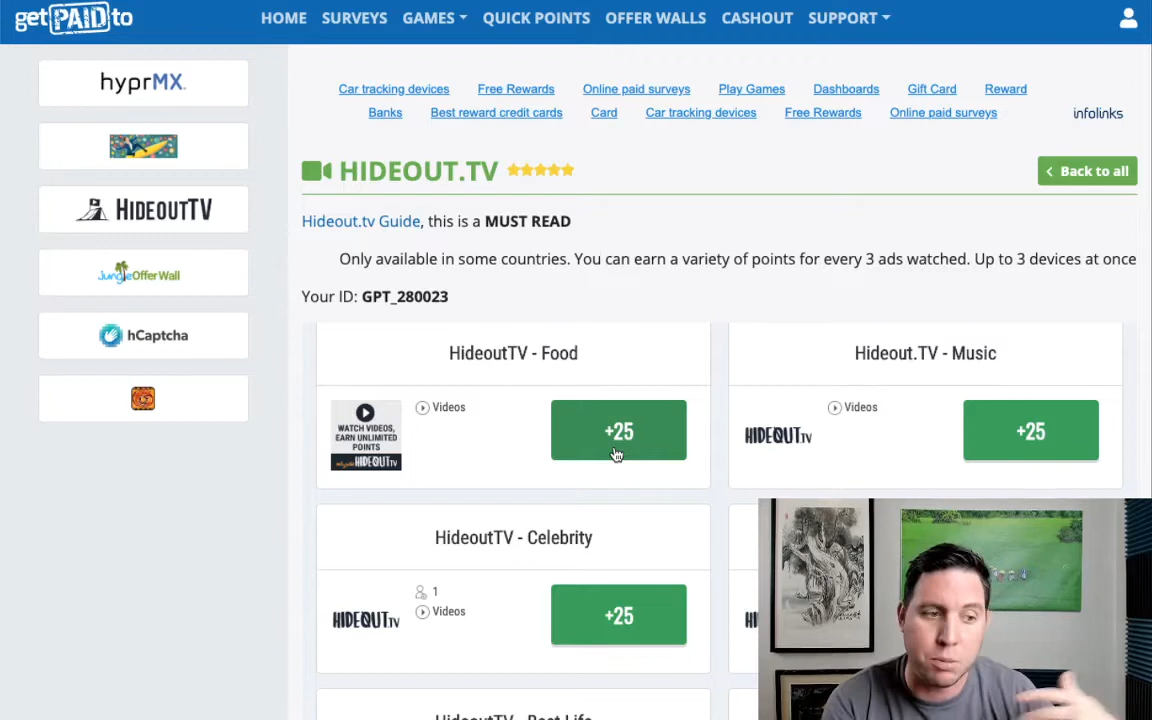 getPAIDto
HOME SURVEYS GAMES QUICK POINTS OFFER WALLS CASHOUT SUPPORT
hyprMX
HIDEOUTTV
JungleOfferWall
hCaptcha
Car tracking devices Free Rewards Online paid surveys Play Games Dashboards Gift Card Reward
Banks Best reward credit cards Card Car tracking devices Free Rewards Online paid surveys
infolinks
HIDEOUT.TV
Back to all
Hideout.tv Guide, this is a MUST READ
Only available in some countries. You can earn a variety of points for every 3 ads watched. Up to 3 devices at once
Your ID: GPT_280023
HideoutTV - Food
WATCH VIDEOS,
EARN UNLIMITED
POINTS
HIDEOUTTV
Videos
+25
Hideout.TV - Music
HIDEOUTTV
Videos
+25
HideoutTV - Celebrity
HIDEOUTTV
1
Videos
+25
HideoutTV - Best Life